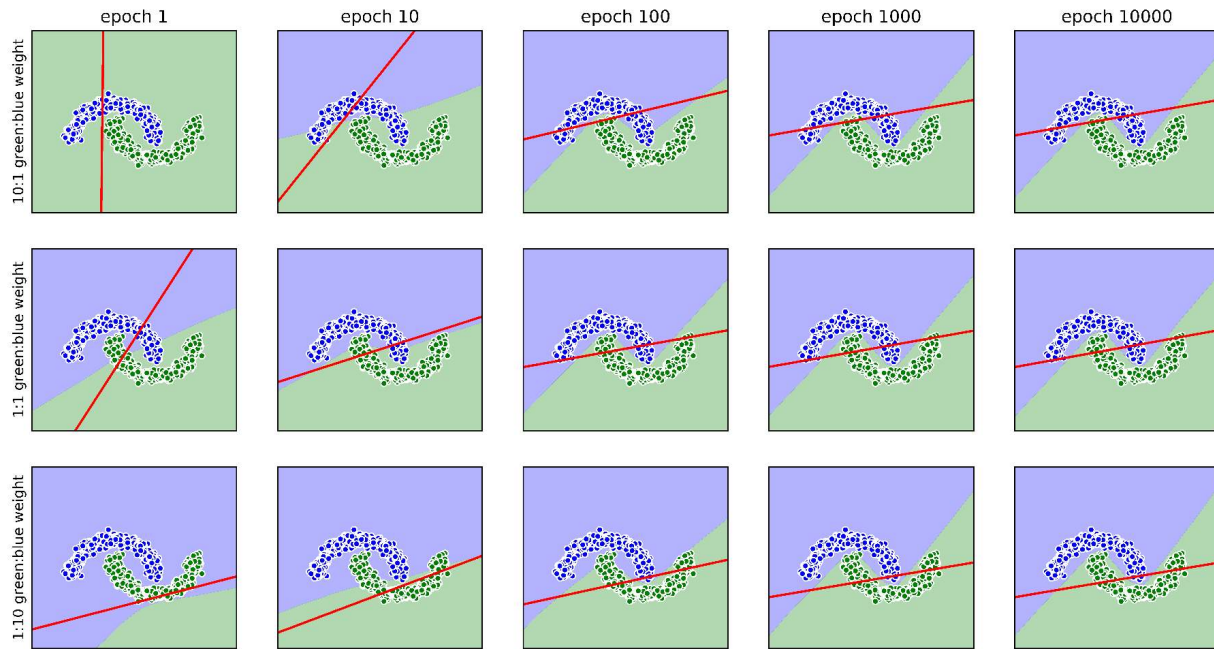 epoch 1
epoch 10
epoch 100
epoch 1000
epoch 10000
10:1 green:blue weight
1:1 green:blue weight
1:10 green:blue weight